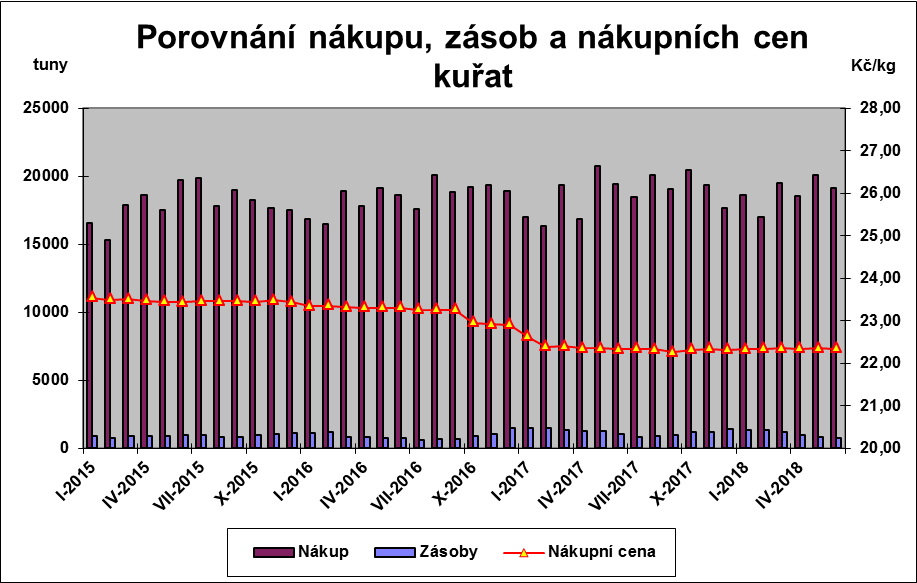 Porovnání nákupu, zásob a nákupních cen
kuřat
tuny
Kč/kg
25000
20000
15000
10000
5000
0
28,00
27,00
26,00
25,00
24,00
23,00
22,00
21,00
20,00
I-2015
IV-2015
VII-2015
X-2015
I-2016
IV-2016
VII-2016
X-2016
I-2017
IV-2017
VII-2017
X-2017
I-2018
IV-2018
Nákup Zásoby Nákupní cena